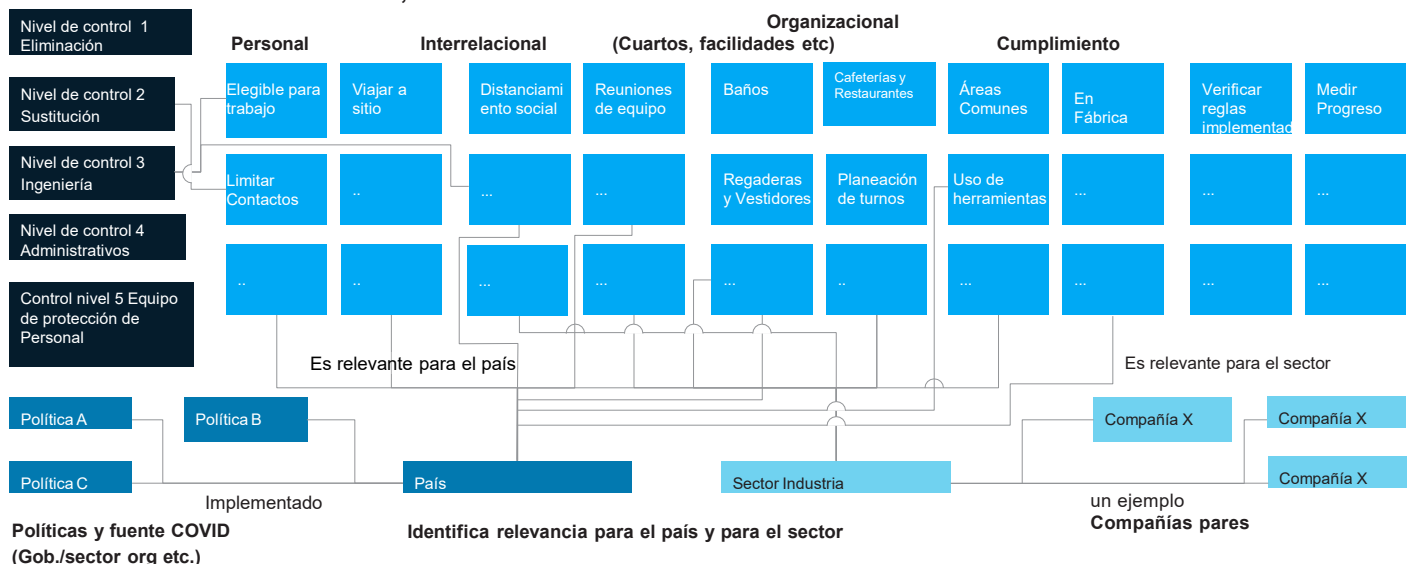 Nivel de control 1
Eliminación
Organizacional
Personal
Interrelacional
(Cuartos, facilidades etc)
Cumplimiento
Nivel de control 2
Sustitución
Elegible para
trabajo
Viajar a
sitio
Distanciami
ento social
Reuniones
de equipo
Baños
Cafeterías y
Restaurantes
Áreas
Comunes
En
Fábrica
Verificar
reglas
implementad
Medir
Progreso
Nivel de control 3
Ingeniería
Limitar
Contactos
..
...
...
Regaderas
y Vestidores
Planeación
de turnos
Uso de
herramientas
...
...
...
Nivel de control 4
Administrativos
..
..
...
...
...
...
...
...
...
...
Control nivel 5 Equipo
de protección de
Personal
Es relevante para el país
Es relevante para el sector
Política A
Política B
Compañía X
Compañía X
Política C
País
Sector Industria
Compañía X
Implementado
un ejemplo
Compañías pares
Políticas y fuente COVID
(Gob./sector org etc.)
Identifica relevancia para el país y para el sector